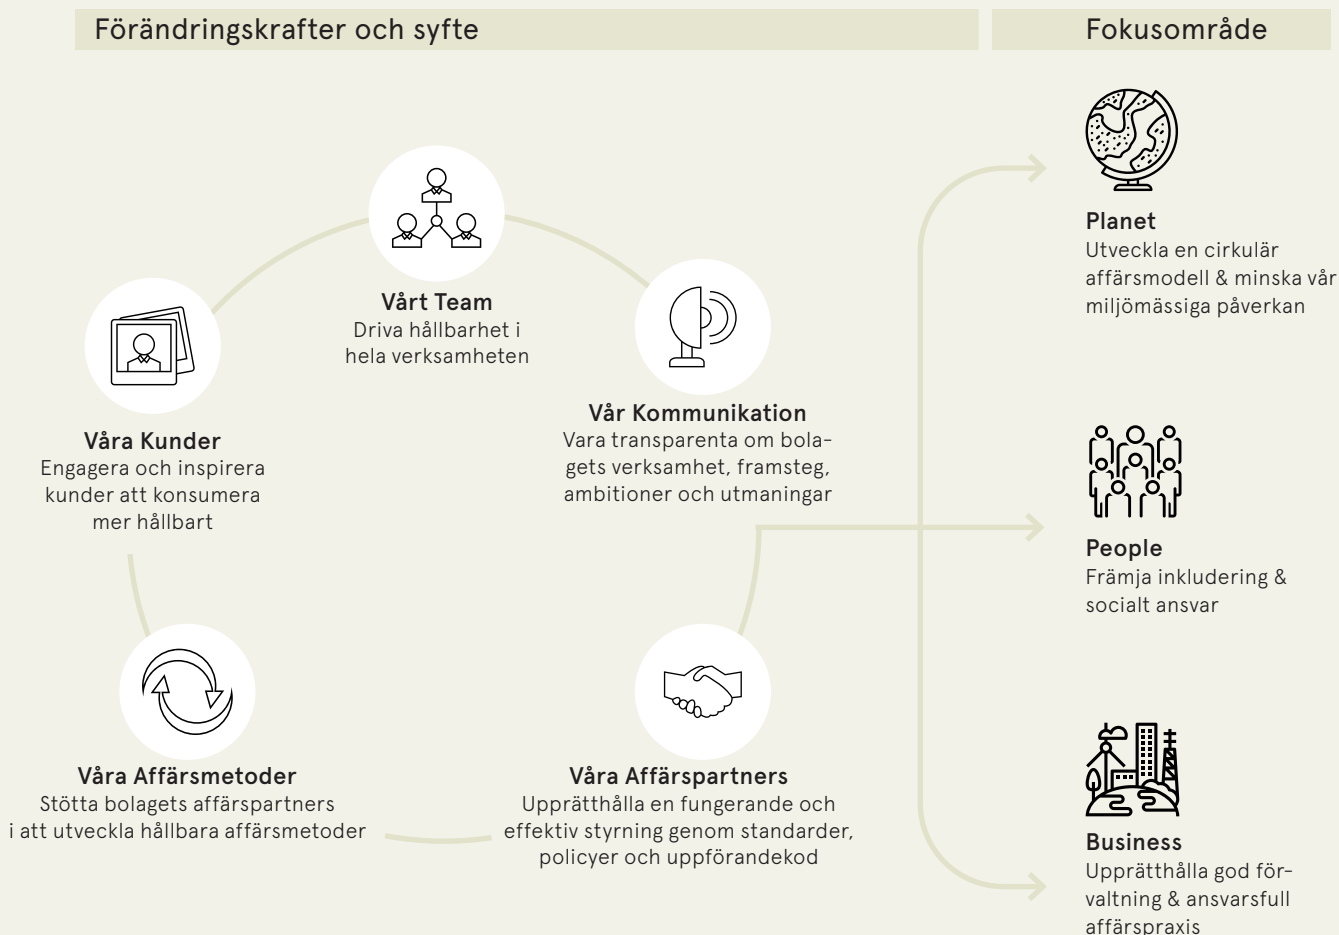 Förändringskrafter och syfte
Fokusområde
Vårt Team
Driva hållbarhet i
hela verksamheten
Vår Kommunikation
Vara transparenta om bola-
gets verksamhet, framsteg,
ambitioner och utmaningar
Våra Kunder
Engagera och inspirera
kunder att konsumera
mer hållbart
Våra Affärsmetoder
Stötta bolagets affärspartners
i att utveckla hållbara affärsmetoder
Våra Affärspartners
Upprätthålla en fungerande och
effektiv styrning genom standarder,
policyer och uppförandekod
Planet
Utveckla en cirkulär
affärsmodell & minska vår
miljömässiga påverkan
People
Främja inkludering &
socialt ansvar
Business
Upprätthålla god för-
valtning & ansvarsfull
affärspraxis